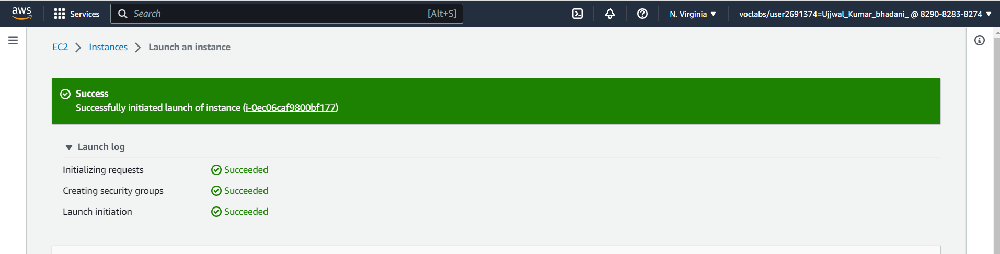 aws Services Search [Alt+S] N. Virginia voclabs/user2691374=Ujjwal_Kumar_bhadani_ @ 8290-8283-8274
EC2 Instances Launch an instance
Success
Successfully initiated launch of instance (i-0ec06caf9800bf177)
Launch log
Initializing requests Succeeded
Creating security groups Succeeded
Launch initiation Succeeded